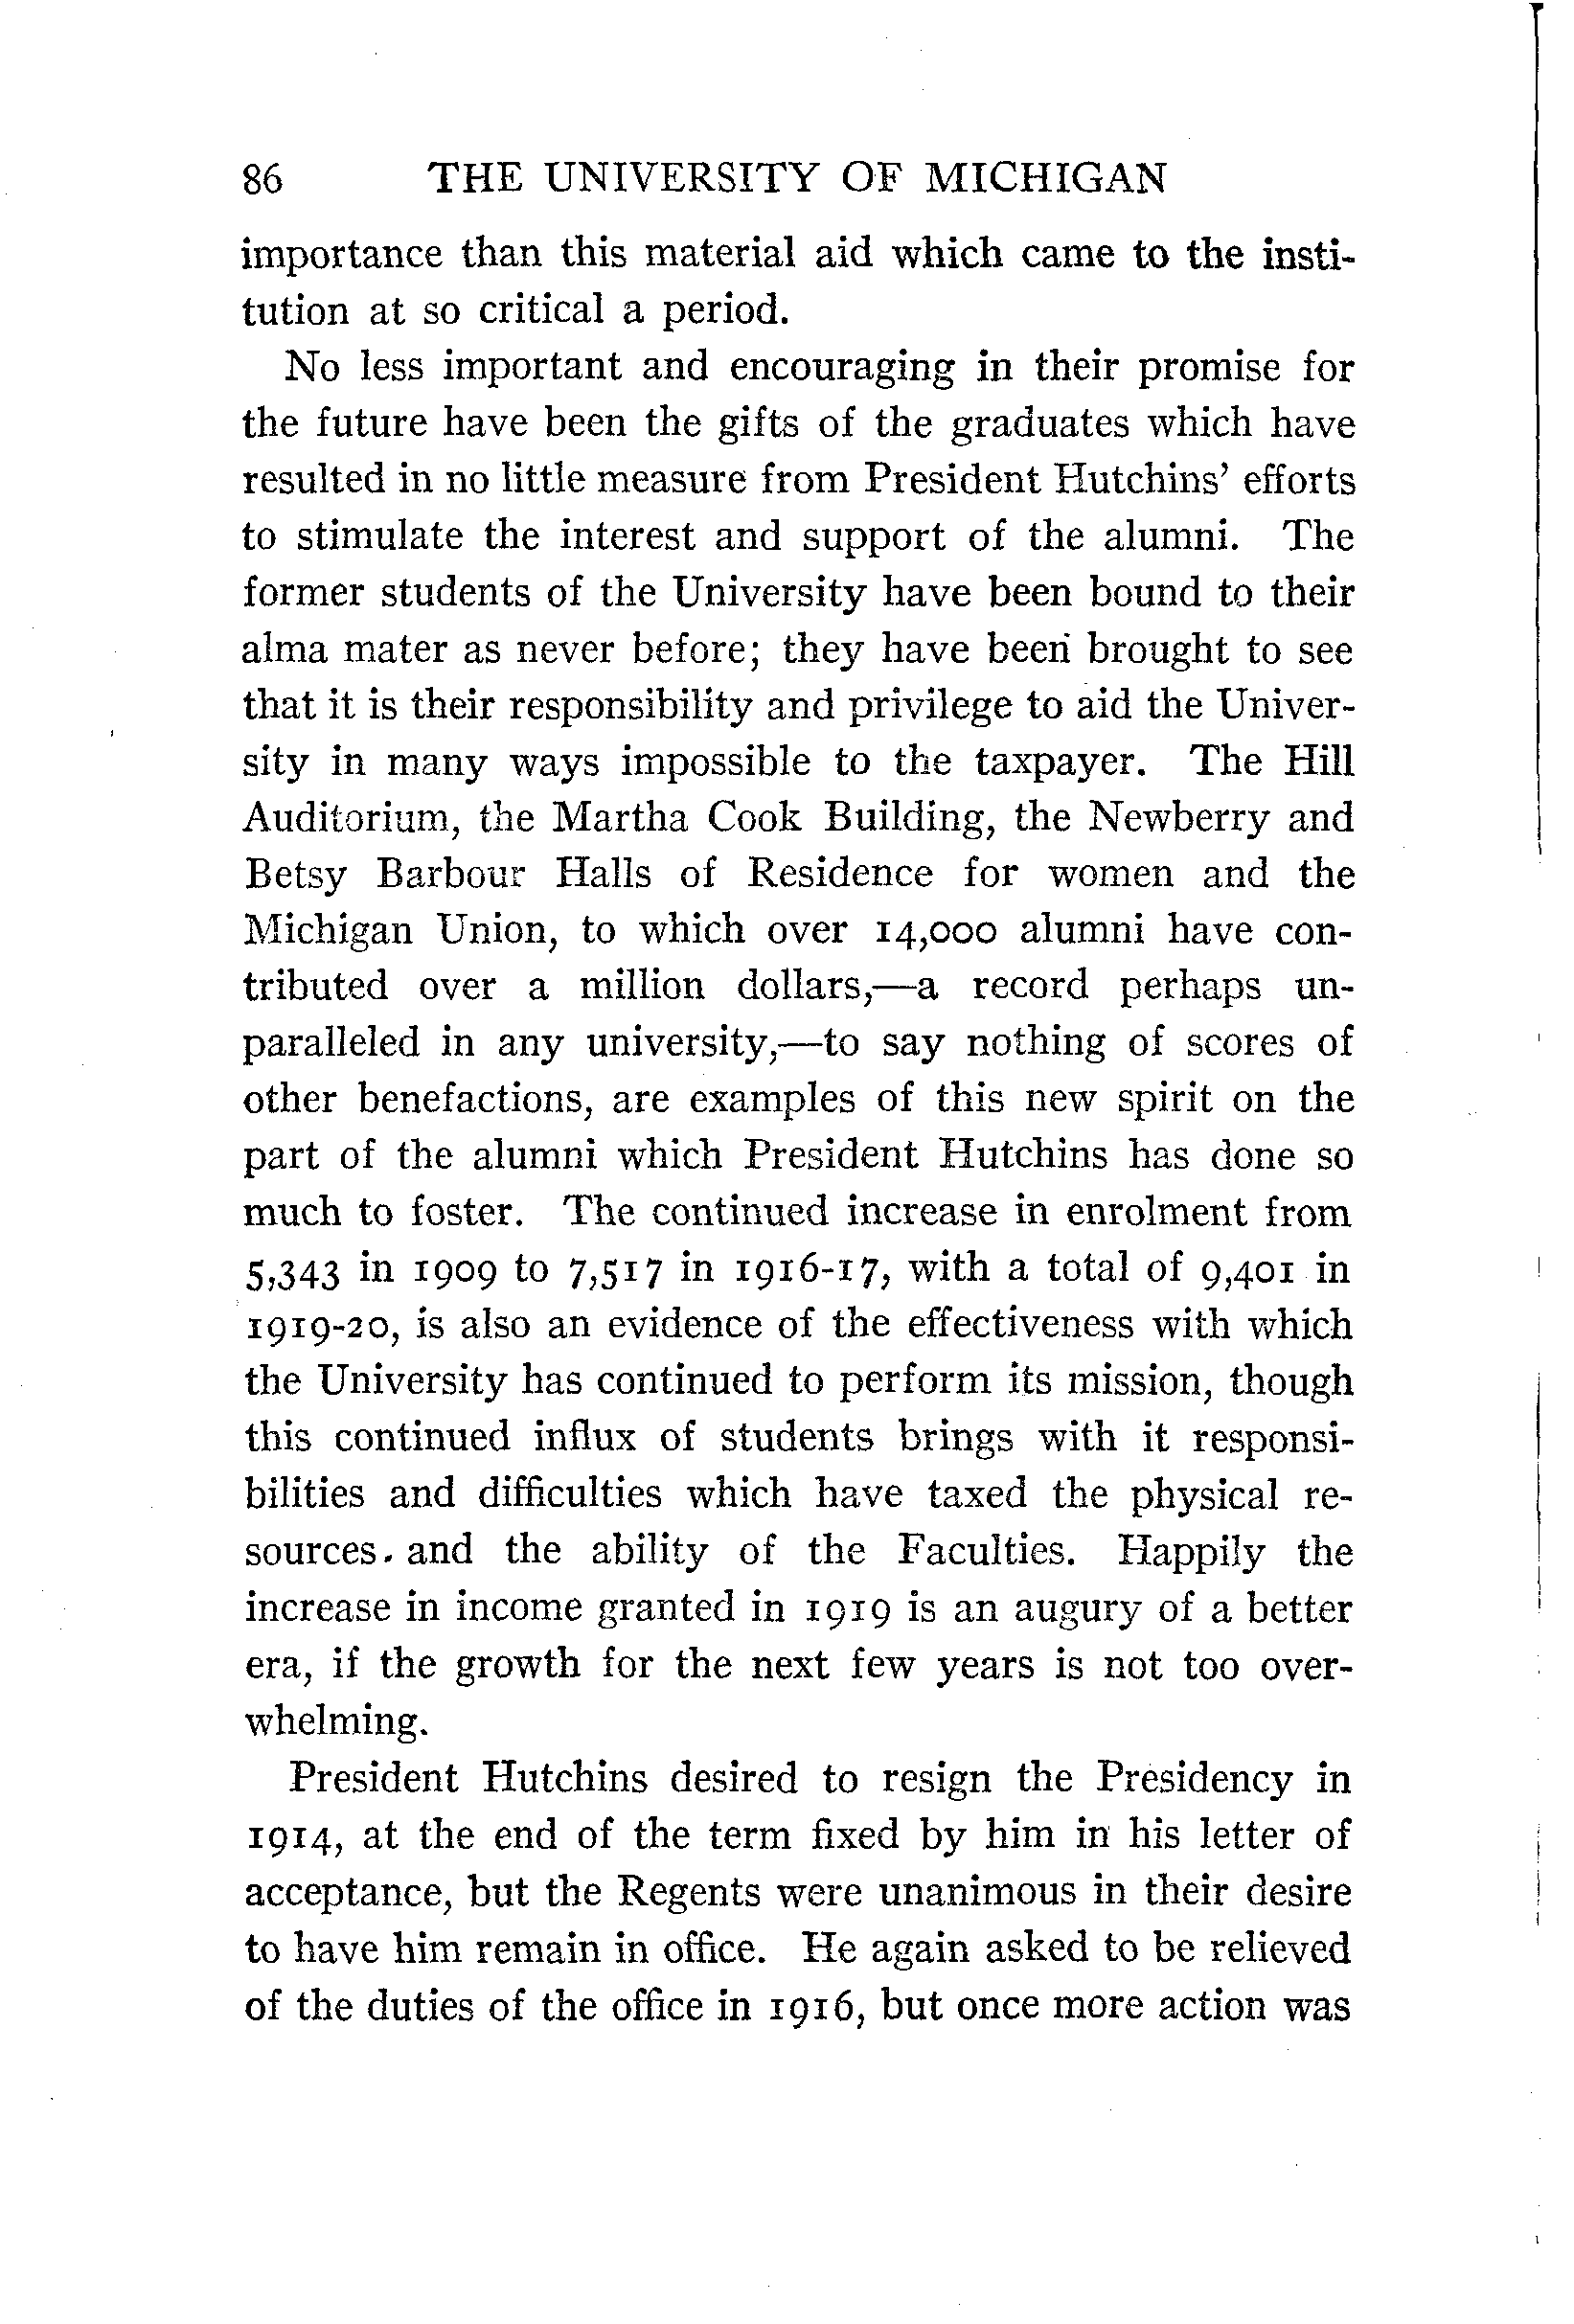 86 THE UNIVERSITY OF MICHIGAN
importance than this material aid which came to the insti-
tution at so critical a period.
No less important and encouraging in their promise for
the future have been the gifts of the graduates which have
resulted in no little measure from President Hutchins' efforts
to stimulate the interest and support of the alumni. The
former students of the University have been bound to their
alma mater as never before; they have been brought to see
that it is their responsibility and privilege to aid the Univer-
sity in many ways impossible to the taxpayer. The Hill
Auditorium, the Martha Cook Building, the Newberry and
Betsy Barbour Halls of Residence for women and the
Michigan Union, to which over 14,000 alumni have con-
tributed over a million dollars,—a record perhaps un-
paralleled in any university,—to say nothing of scores of
other benefactions, are examples of this new spirit on the
part of the alumni which President Hutchins has done so
much to foster. The continued increase in enrolment from
5,343 in 1909 to 7,517 in 1916-17, with a total of 9,401 in
1919-20, is also an evidence of the effectiveness with which
the University has continued to perform its mission, though
this continued influx of students brings with it responsi-
bilities and difficulties which have taxed the physical re-
sources and the ability of the Faculties. Happily the
increase in income granted in 1919 is an augury of a better
era, if the growth for the next few years is not too over-
whelming.
President Hutchins desired to resign the Presidency in
1914, at the end of the term fixed by him in his letter of
acceptance, but the Regents were unanimous in their desire
to have him remain in office. He again asked to be relieved
of the duties of the office in 1916, but once more action was